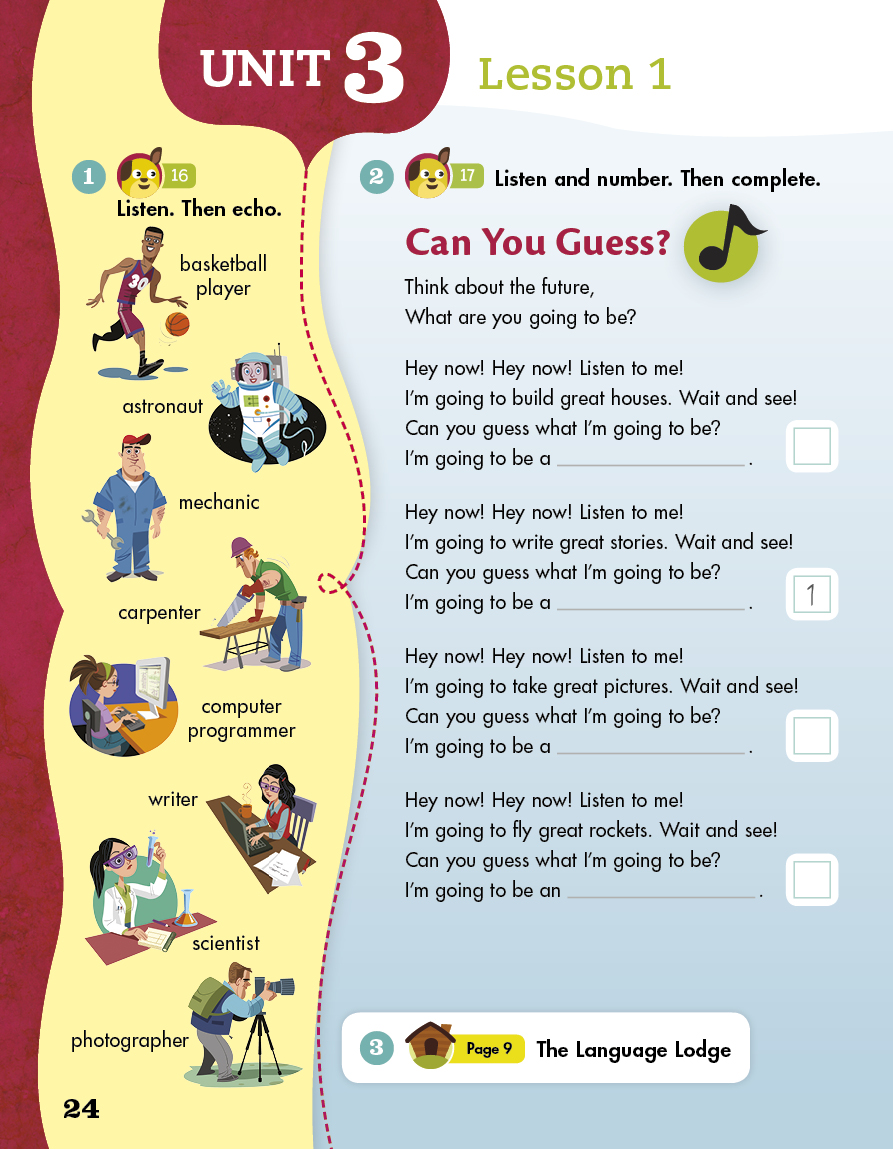 UNIT 3
Lesson 1
1
16
Listen. Then echo.
30
basketball
player
astronaut
mechanic
carpenter
computer
programmer
writer
scientist
photographer
2
17
Listen and number. Then complete.
Can You Guess?
Think about the future,
What are you going to be?
Hey now! Hey now! Listen to me!
I'm going to build great houses. Wait and see!
Can you guess what I'm going to be?
I'm going to be a ____________________ .
Hey now! Hey now! Listen to me!
I'm going to write great stories. Wait and see!
Can you guess what I'm going to be?
I'm going to be a ____________________ .
1
Hey now! Hey now! Listen to me!
I'm going to take great pictures. Wait and see!
Can you guess what I'm going to be?
I'm going to be a ____________________ .
Hey now! Hey now! Listen to me!
I'm going to fly great rockets. Wait and see!
Can you guess what I'm going to be?
I'm going to be an ____________________ .
3
Page 9
The Language Lodge
24